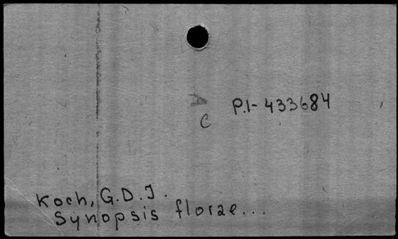 A
P.I-433684
C
Koch, G.D.J.
Synopsis florae...